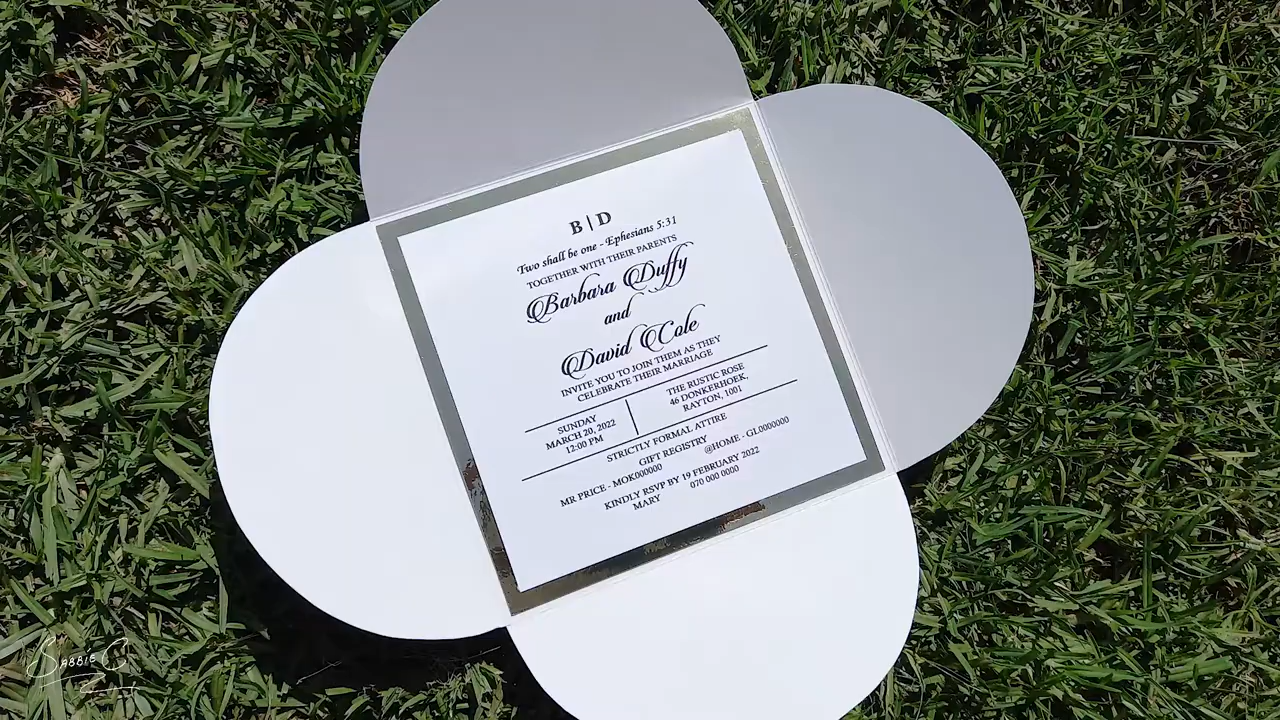 B | D
Two shall be one - Ephesians 5:31
TOGETHER WITH THEIR PARENTS
Barbara Duffy
and
David Cole
INVITE YOU TO JOIN THEM AS THEY
CELEBRATE THEIR MARRIAGE
SUNDAY
MARCH 20, 2022
12:00 PM
THE RUSTIC ROSE
46 DONKERHOEK,
RAYTON, 1001
STRICTLY FORMAL ATTIRE
GIFT REGISTRY
MR PRICE - MOK000000 @HOME - GL0000000
KINDLY RSVP BY 19 FEBRUARY 2022
MARY 070 000 0000
SABBIE C